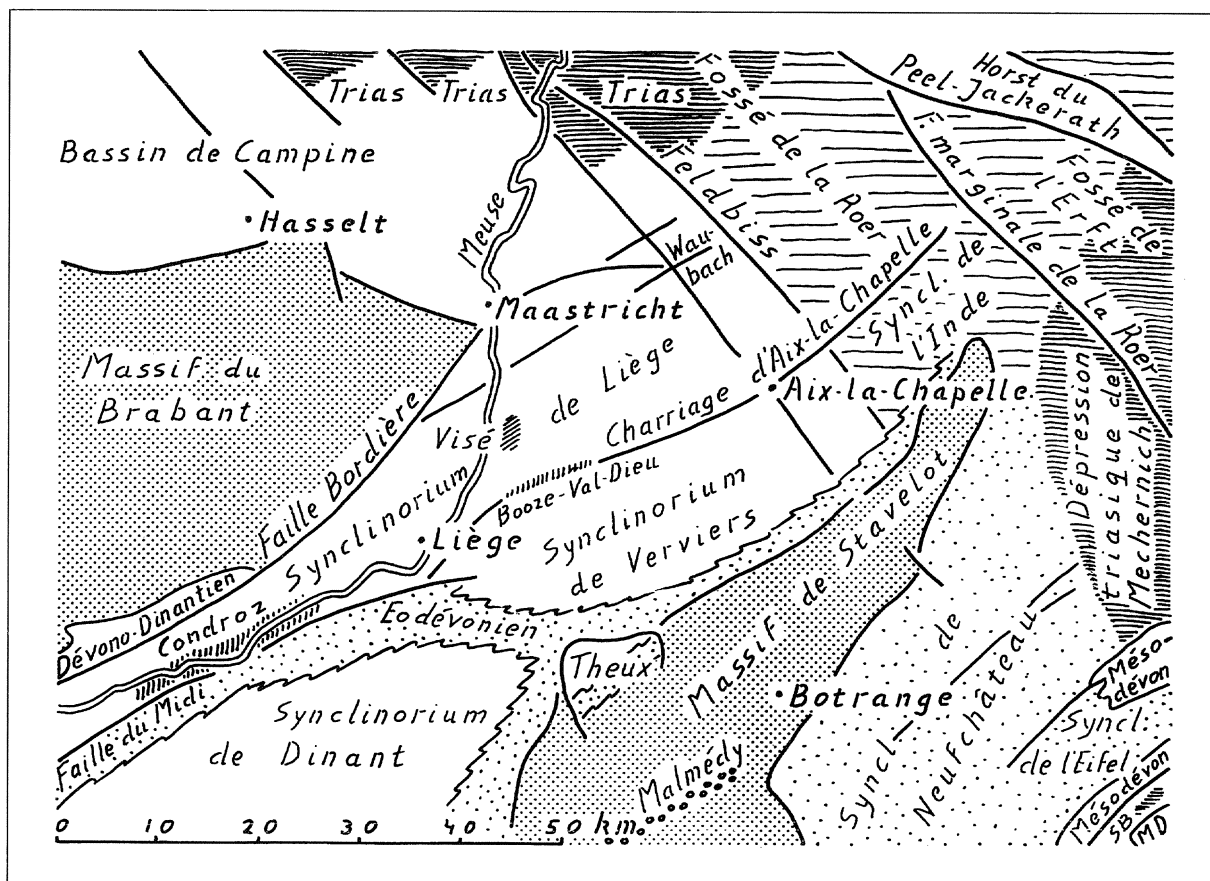 Trias
Trias
Trias
Fossé de la Roer
Horst du
Peel-Jackerath
Bassin de Campine
Feldbiss
F. marginale de la Roer
Fossé de
l'Erft
Hasselt
Meuse
Wau-
bach
Maastricht
Syncl. de
l'Inde
Massif du
Brabant
Charriage d'Aix-la-Chapelle
Aix-la-Chapelle
Faille Bordière
Visé
Synclinorium de Liège
Booze-Val-Dieu
Dépression
triasique de
Mechernich
Liège
Synclinorium
de Verviers
Massif de Stavelot
Dévono-Dinantien
Condroz
Eodévonien
Theux
Botrange
Syncl. de
Neufchâteau
Méso-
dévon
Faille du Midi
Synclinorium
de Dinant
Malmédy
Syncl.
de l'Eifel
Mésodévon
SB
MD
0 10 20 30 40 50 km.